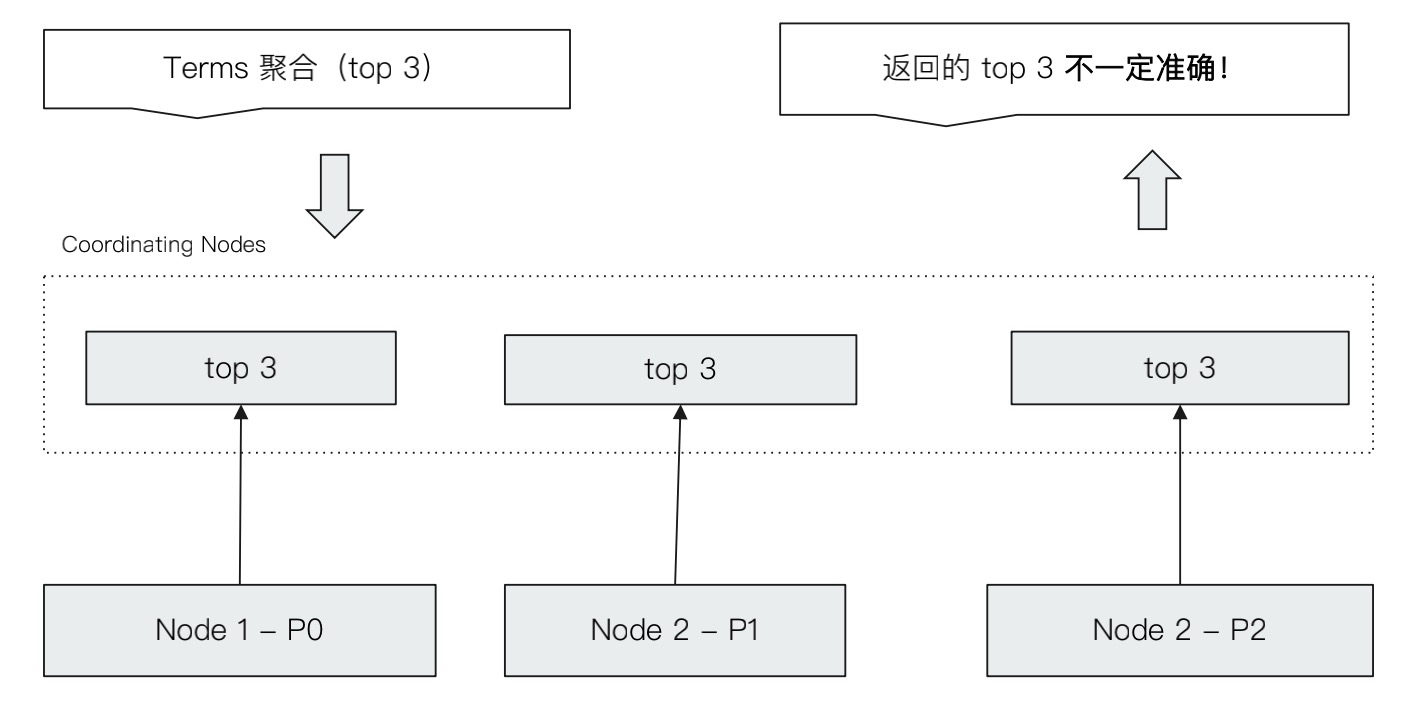 Terms 聚合（top 3）
返回的 top 3 不一定准确！
Coordinating Nodes
top 3
top 3
top 3
Node 1 – P0
Node 2 – P1
Node 2 – P2